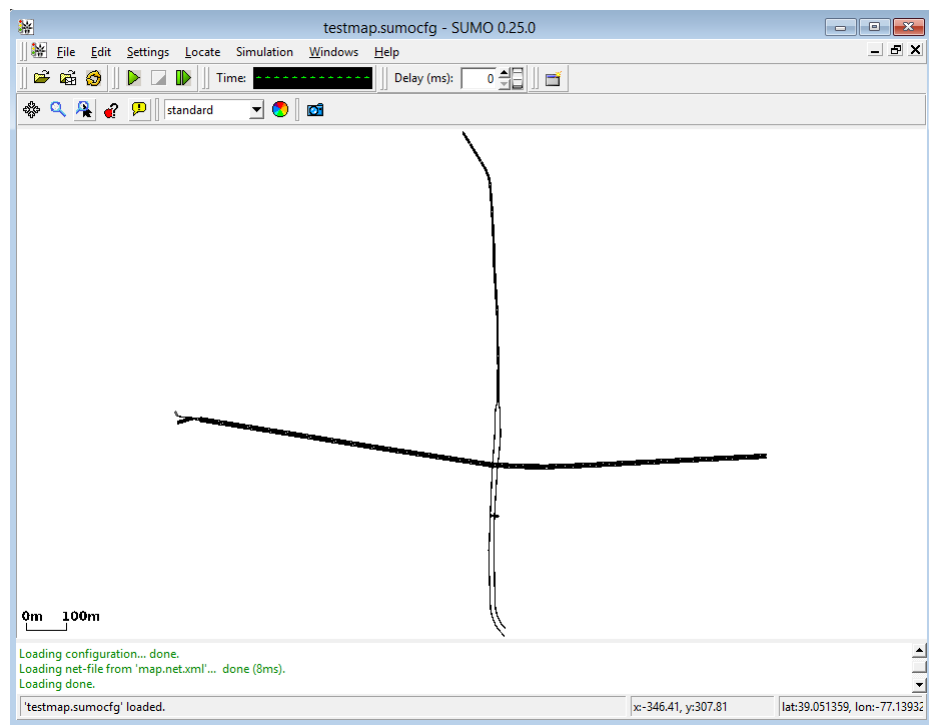 testmap.sumocfg - SUMO 0.25.0
File Edit Settings Locate Simulation Windows Help
Time: Delay (ms): 0
standard
0m 100m
Loading configuration... done.
Loading net-file from 'map.net.xml'... done (8ms).
Loading done.
'testmap.sumocfg' loaded. x:-346.41, y:307.81 lat:39.051359, lon:-77.13932